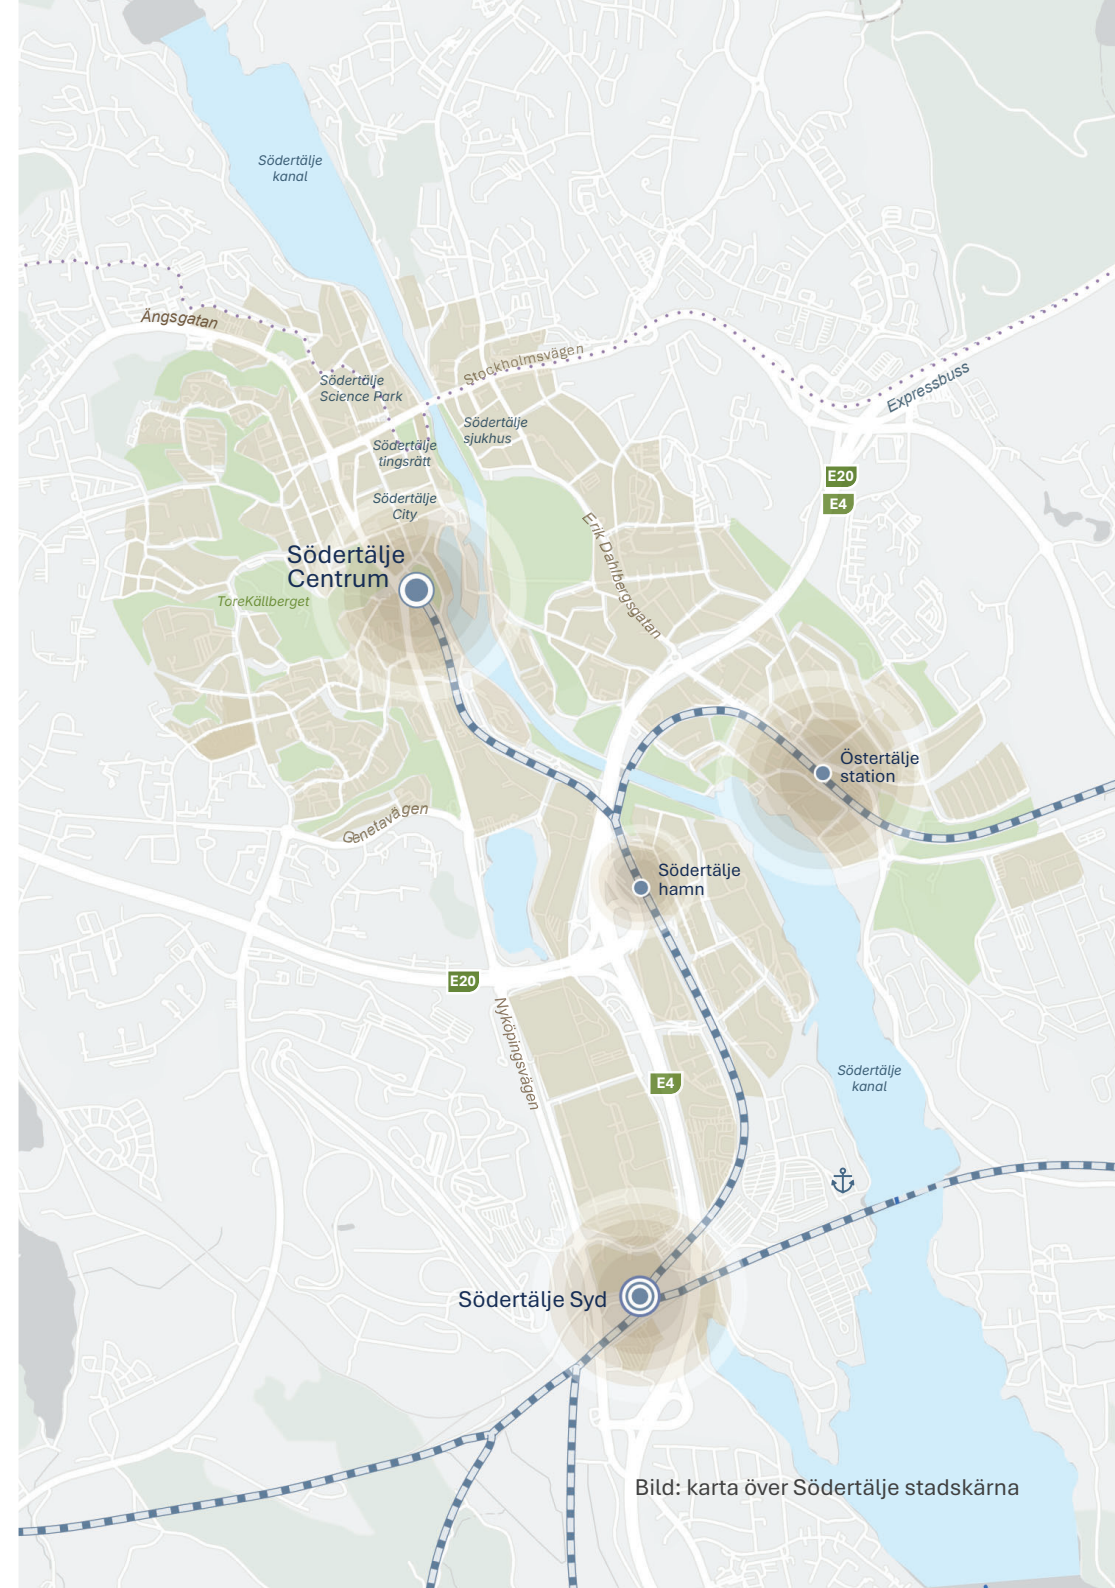 Södertälje
kanal
Ängsgatan
Stockholmsvägen
Expressbuss
Södertälje
Science Park
Södertälje
sjukhus
Södertälje
tingsrätt
E20
E4
Södertälje
City
Erik Dahlbergsgatan
Södertälje
Centrum
ToreKällberget
Östertälje
station
Genetavägen
Södertälje
hamn
E20
Nyköpingsvägen
E4
Södertälje
kanal
Södertälje Syd
Bild: karta över Södertälje stadskärna